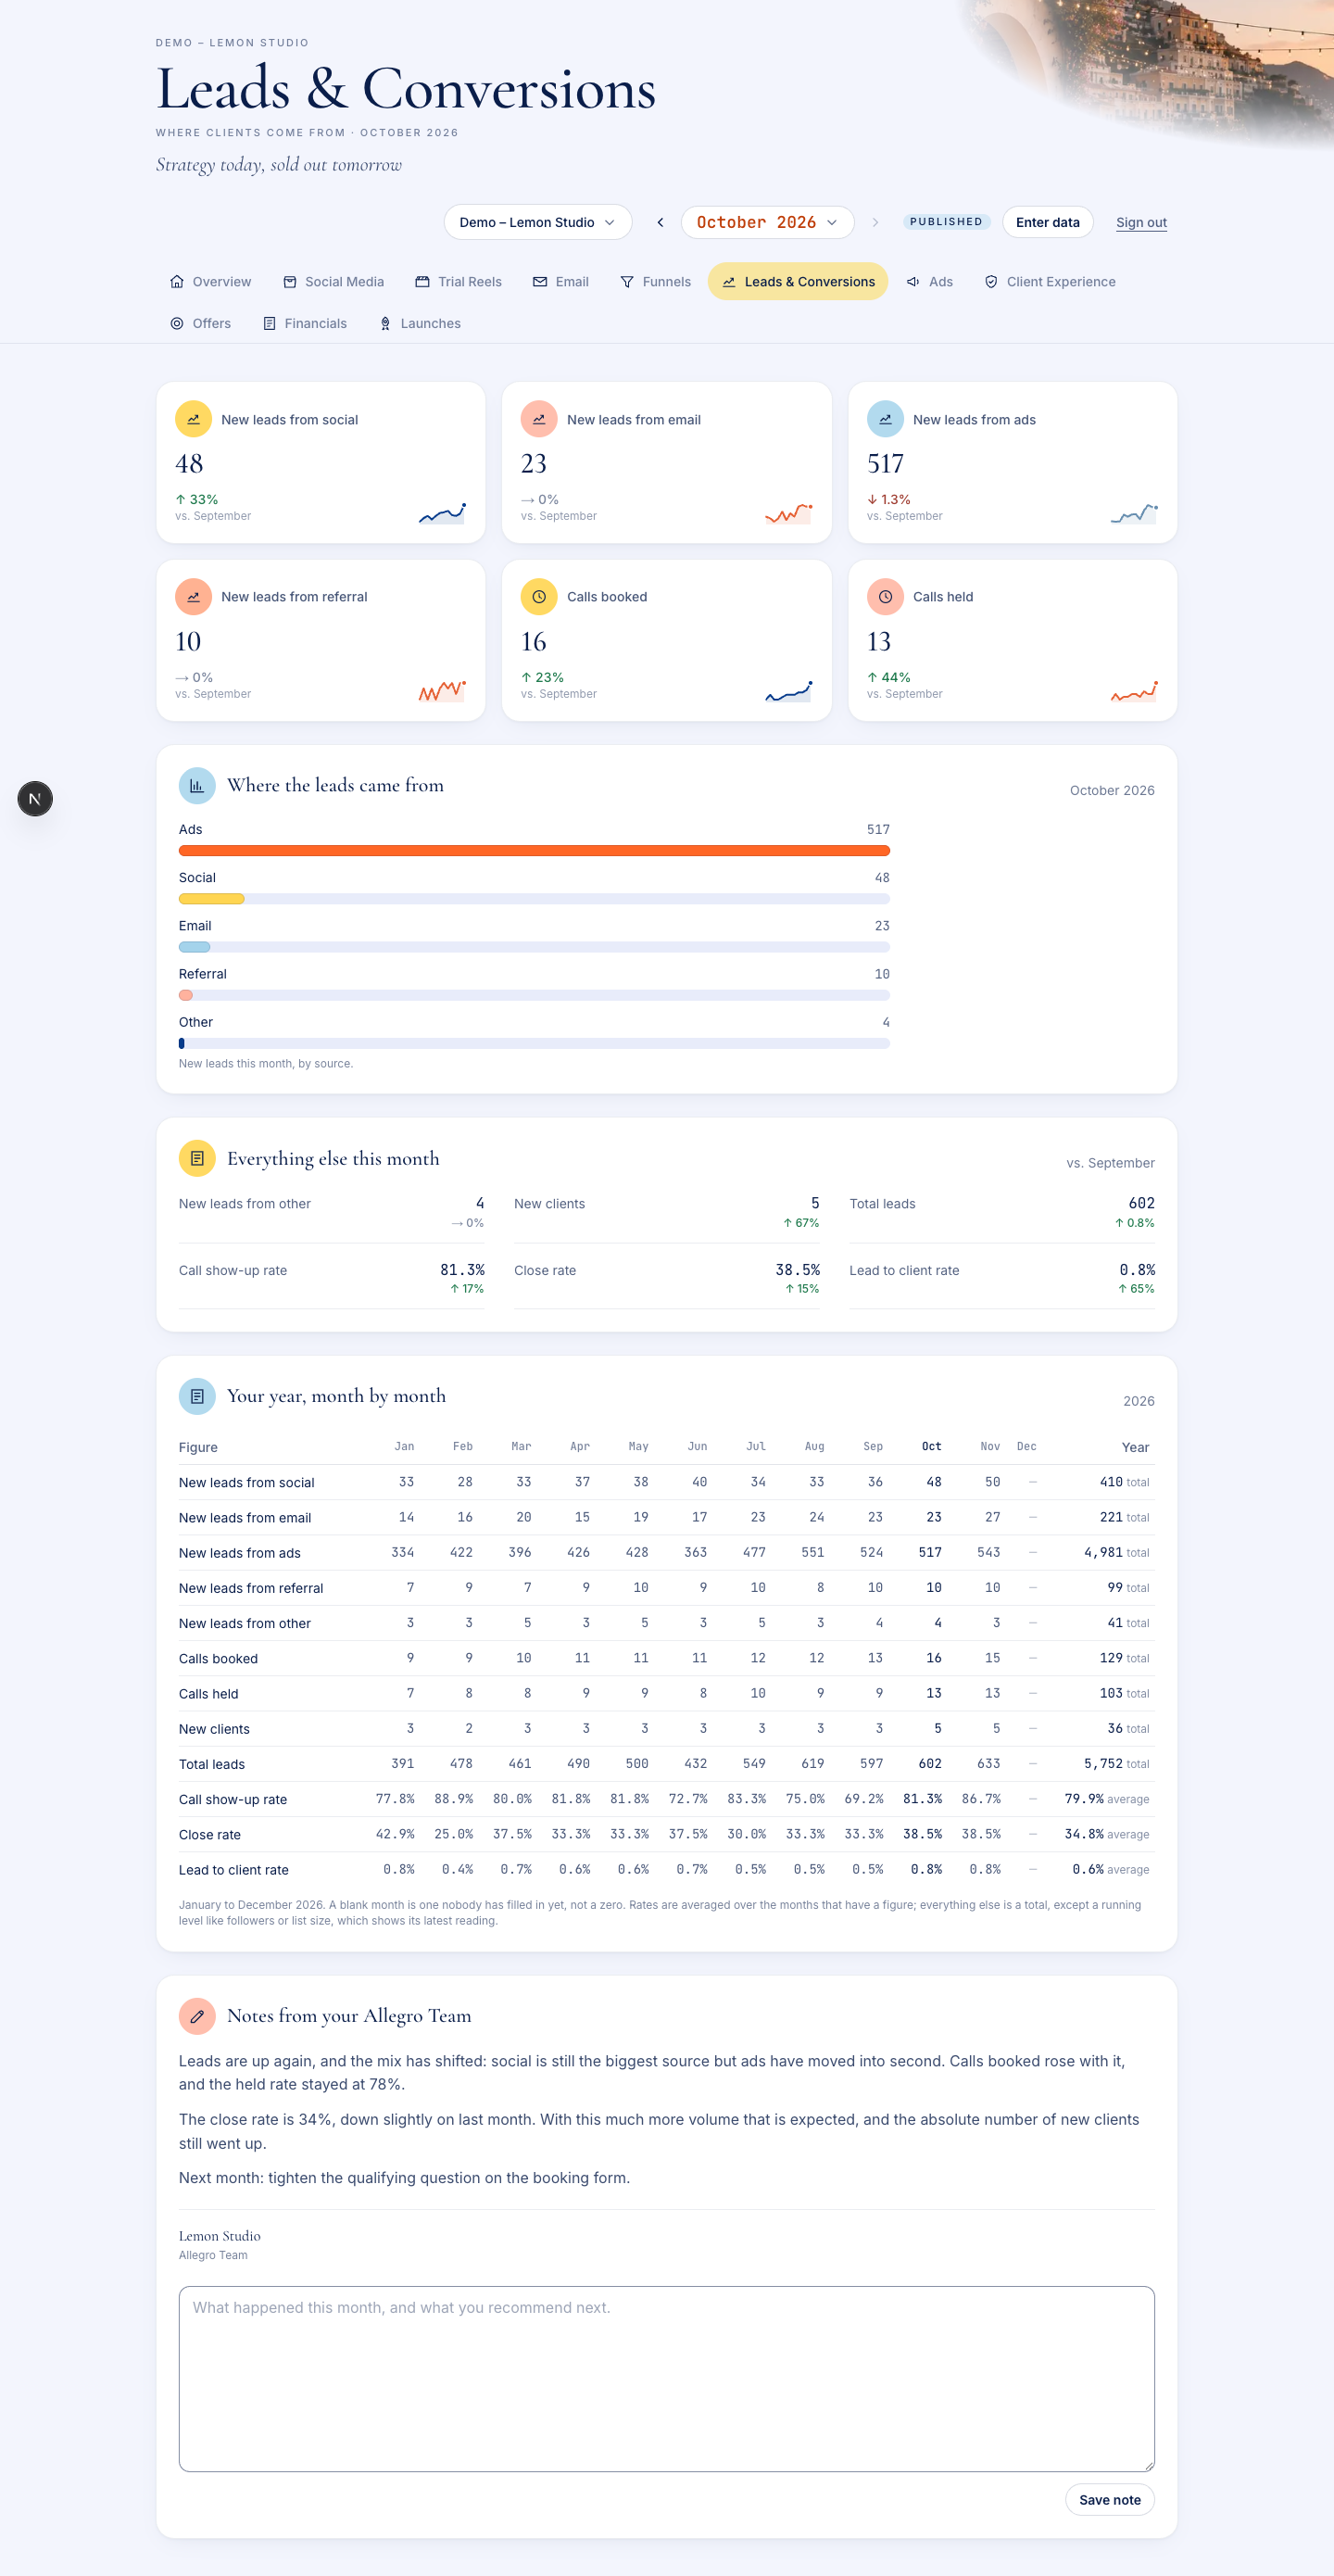 DEMO – LEMON STUDIO
Leads & Conversions
WHERE CLIENTS COME FROM · OCTOBER 2026
Strategy today, sold out tomorrow
Demo – Lemon Studio
October 2026
PUBLISHED
Enter data
Sign out
Overview
Social Media
Trial Reels
Email
Funnels
Leads & Conversions
Ads
Client Experience
Offers
Financials
Launches
New leads from social
48
↑ 33%
vs. September
New leads from email
23
→ 0%
vs. September
New leads from ads
517
↓ 1.3%
vs. September
New leads from referral
10
→ 0%
vs. September
Calls booked
16
↑ 23%
vs. September
Calls held
13
↑ 44%
vs. September
N
Where the leads came from
October 2026
Ads 517
Social 48
Email 23
Referral 10
Other 4
New leads this month, by source.
Everything else this month
vs. September
New leads from other 4
→ 0%
New clients 5
↑ 67%
Total leads 602
↑ 0.8%
Call show-up rate 81.3%
↑ 17%
Close rate 38.5%
↑ 15%
Lead to client rate 0.8%
↑ 65%
Your year, month by month
2026
Figure Jan Feb Mar Apr May Jun Jul Aug Sep Oct Nov Dec Year
New leads from social 33 28 33 37 38 40 34 33 36 48 50 — 410 total
New leads from email 14 16 20 15 19 17 23 24 23 23 27 — 221 total
New leads from ads 334 422 396 426 428 363 477 551 524 517 543 — 4,981 total
New leads from referral 7 9 7 9 10 9 10 8 10 10 10 — 99 total
New leads from other 3 3 5 3 5 3 5 3 4 4 3 — 41 total
Calls booked 9 9 10 11 11 11 12 12 13 16 15 — 129 total
Calls held 7 8 8 9 9 8 10 9 9 13 13 — 103 total
New clients 3 2 3 3 3 3 3 3 3 5 5 — 36 total
Total leads 391 478 461 490 500 432 549 619 597 602 633 — 5,752 total
Call show-up rate 77.8% 88.9% 80.0% 81.8% 81.8% 72.7% 83.3% 75.0% 69.2% 81.3% 86.7% — 79.9% average
Close rate 42.9% 25.0% 37.5% 33.3% 33.3% 37.5% 30.0% 33.3% 33.3% 38.5% 38.5% — 34.8% average
Lead to client rate 0.8% 0.4% 0.7% 0.6% 0.6% 0.7% 0.5% 0.5% 0.5% 0.8% 0.8% — 0.6% average
January to December 2026. A blank month is one nobody has filled in yet, not a zero. Rates are averaged over the months that have a figure; everything else is a total, except a running
level like followers or list size, which shows its latest reading.
Notes from your Allegro Team
Leads are up again, and the mix has shifted: social is still the biggest source but ads have moved into second. Calls booked rose with it,
and the held rate stayed at 78%.
The close rate is 34%, down slightly on last month. With this much more volume that is expected, and the absolute number of new clients
still went up.
Next month: tighten the qualifying question on the booking form.
Lemon Studio
Allegro Team
What happened this month, and what you recommend next.
Save note